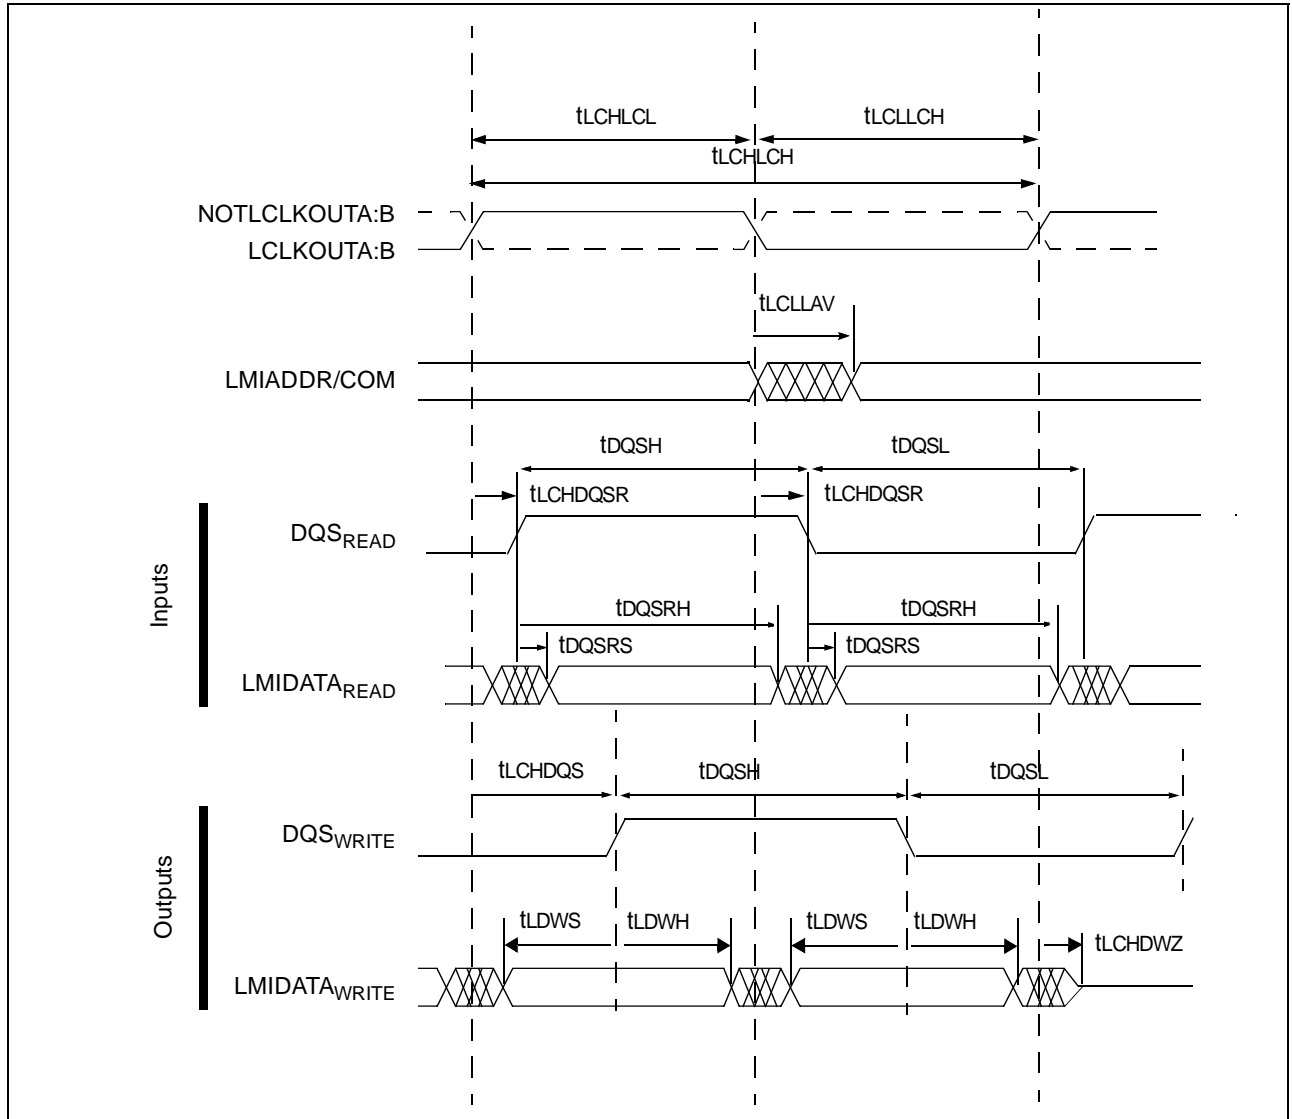 tLCHLCL tLCLLCH
tLCHLCH
NOTLCLKOUTA:B
LCLKOUTA:B
tLCLLAV
LMIADDR/COM
tDQSH tDQSL
tLCHDQSR tLCHDQSR
DQSREAD
Inputs
tDQSRH tDQSRH
tDQSRS tDQSRS
LMIDATAREAD
tLCHDQS tDQSH tDQSL
DQSWRITE
Outputs
tLDWS tLDWH tLDWS tLDWH tLCHDWZ
LMIDATAWRITE